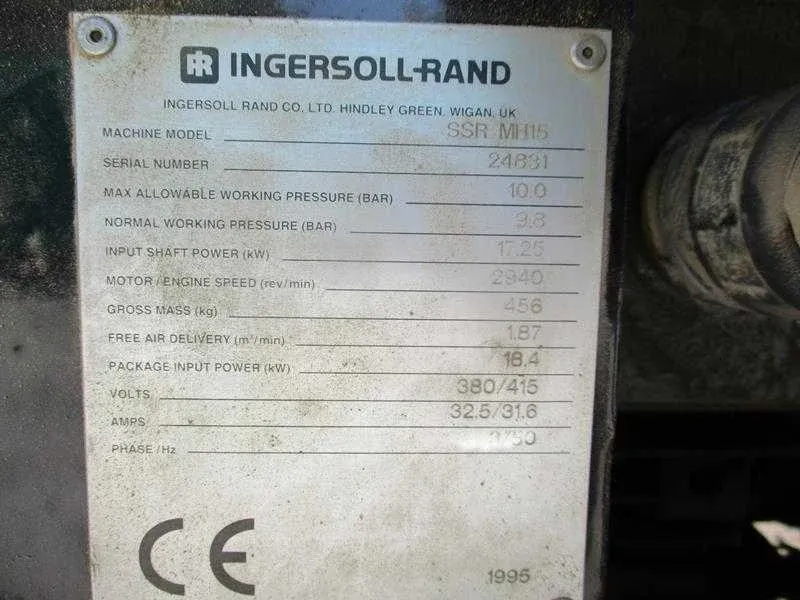 IR INGERSOLL-RAND
INGERSOLL RAND CO. LTD. HINDLEY GREEN, WIGAN, UK
MACHINE MODEL SSR MH15
SERIAL NUMBER 24831
MAX ALLOWABLE WORKING PRESSURE (BAR) 10.0
NORMAL WORKING PRESSURE (BAR) 9.8
INPUT SHAFT POWER (kW) 17.25
MOTOR / ENGINE SPEED (rev/min) 2940
GROSS MASS (kg) 456
FREE AIR DELIVERY (m³/min) 1.87
PACKAGE INPUT POWER (kW) 18.4
VOLTS 380/415
AMPS 32.5/31.6
PHASE /Hz 3/50
CE
1995